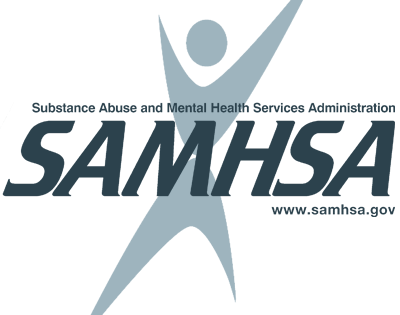 Substance Abuse and Mental Health Services Administration
SAMHSA
www.samhsa.gov